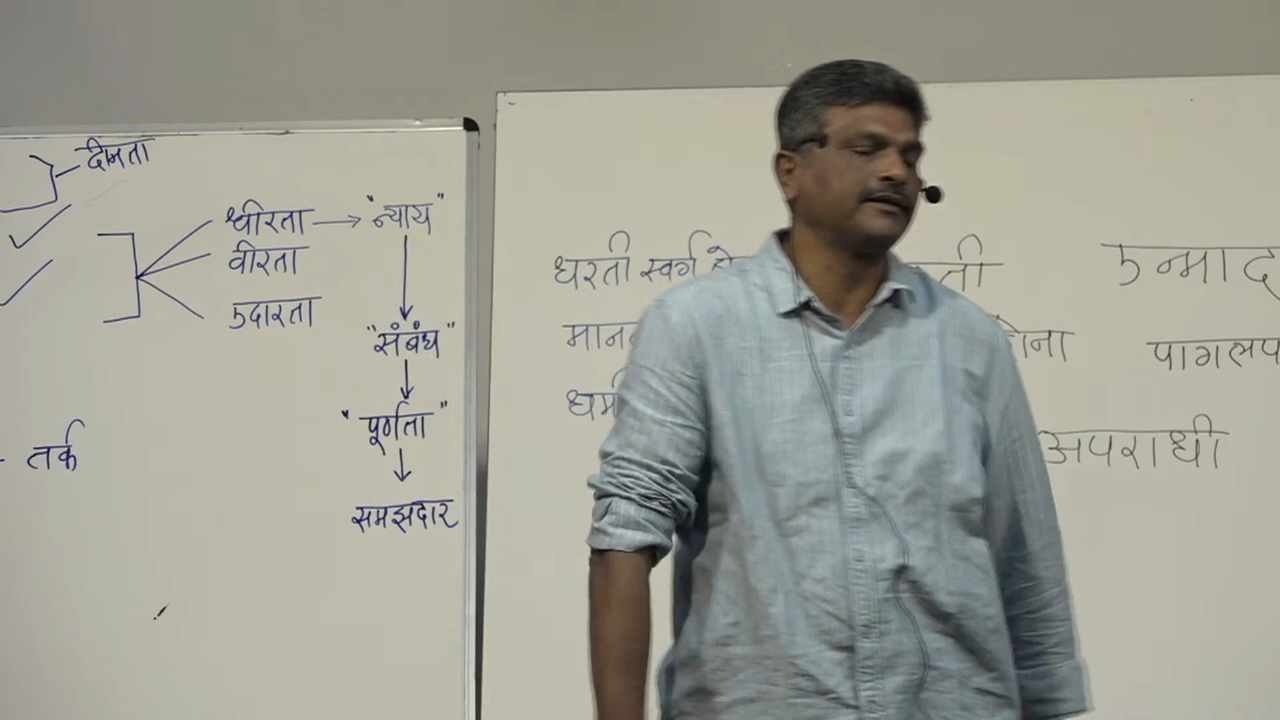 दीनता
धीरता → "न्याय"
वीरता
उदारता
"संबंध"
"पूर्णता"
समझदार
- तर्क
धरती स्वर्ग
उन्माद
पागलप
अपराधी